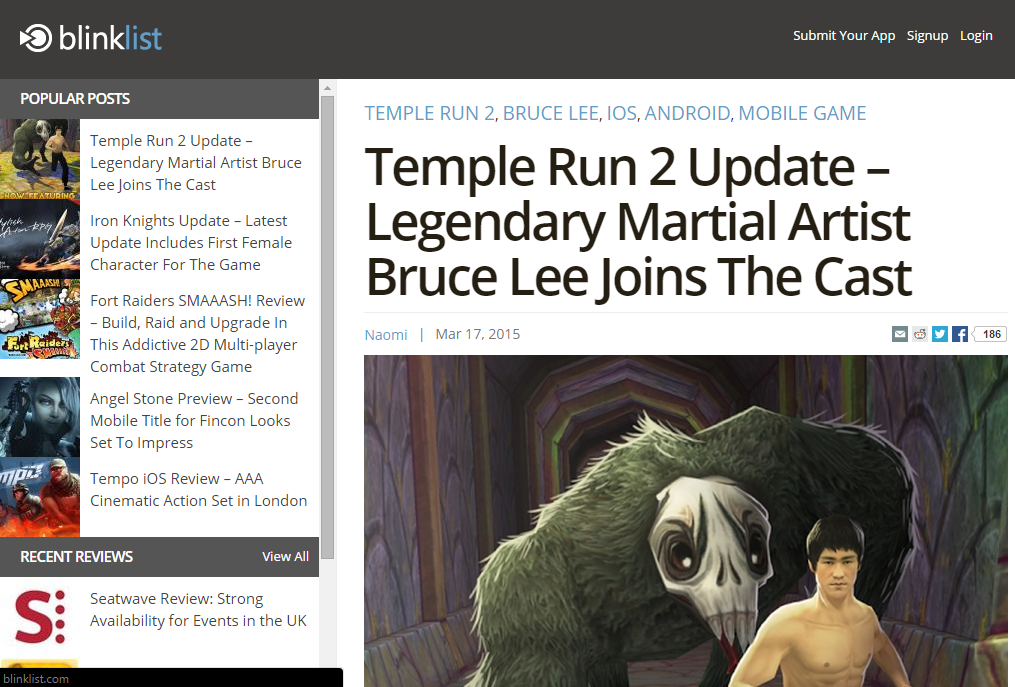 blinklist
Submit Your App Signup Login
POPULAR POSTS
Temple Run 2 Update –
Legendary Martial Artist Bruce
Lee Joins The Cast
NOW FEATURING
Iron Knights Update – Latest
Update Includes First Female
Character For The Game
SMAAASH!
Fort Raiders
Fort Raiders SMAAASH! Review
– Build, Raid and Upgrade In
This Addictive 2D Multi-player
Combat Strategy Game
Angel Stone Preview – Second
Mobile Title for Fincon Looks
Set To Impress
Tempo iOS Review – AAA
Cinematic Action Set in London
RECENT REVIEWS View All
Seatwave Review: Strong
Availability for Events in the UK
blinklist.com
TEMPLE RUN 2, BRUCE LEE, IOS, ANDROID, MOBILE GAME
Temple Run 2 Update –
Legendary Martial Artist
Bruce Lee Joins The Cast
Naomi | Mar 17, 2015
186